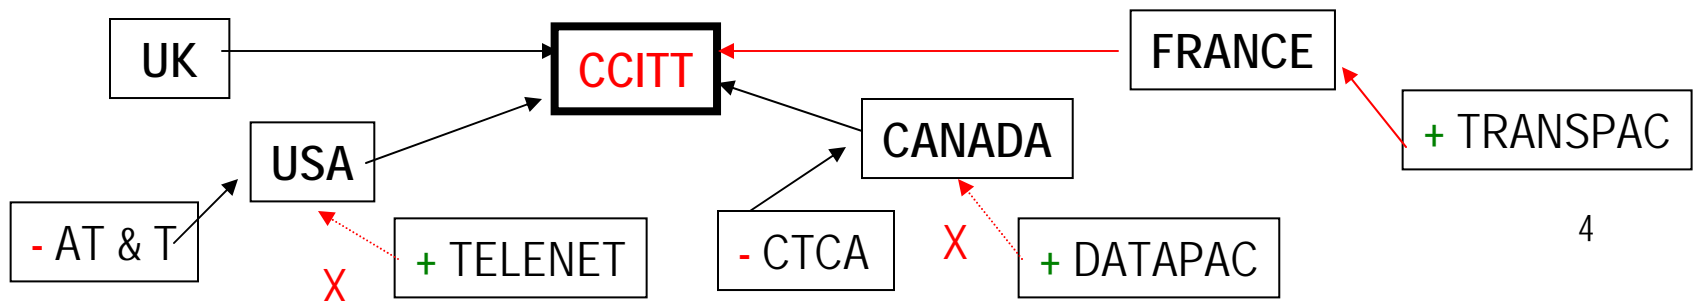 UK
CCITT
FRANCE
USA
CANADA
+ TRANSPAC
- AT & T
X
+ TELENET
- CTCA
X
+ DATAPAC
4